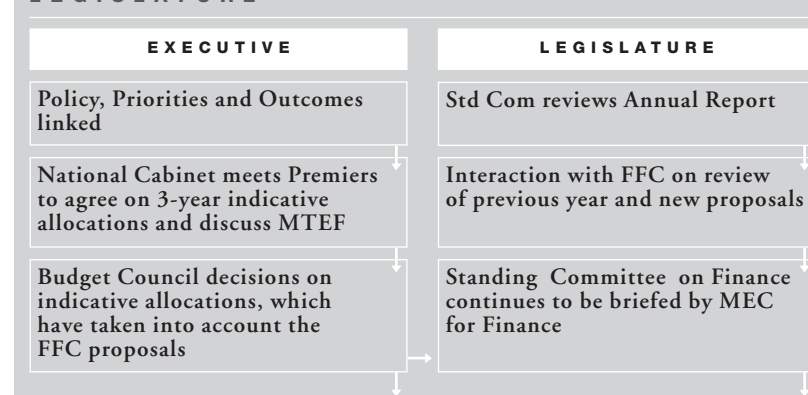 EXECUTIVE
Policy, Priorities and Outcomes
linked
National Cabinet meets Premiers
to agree on 3-year indicative
allocations and discuss MTEF
Budget Council decisions on
indicative allocations, which
have taken into account the
FFC proposals
LEGISLATURE
Std Com reviews Annual Report
Interaction with FFC on review
of previous year and new proposals
Standing Committee on Finance
continues to be briefed by MEC
for Finance